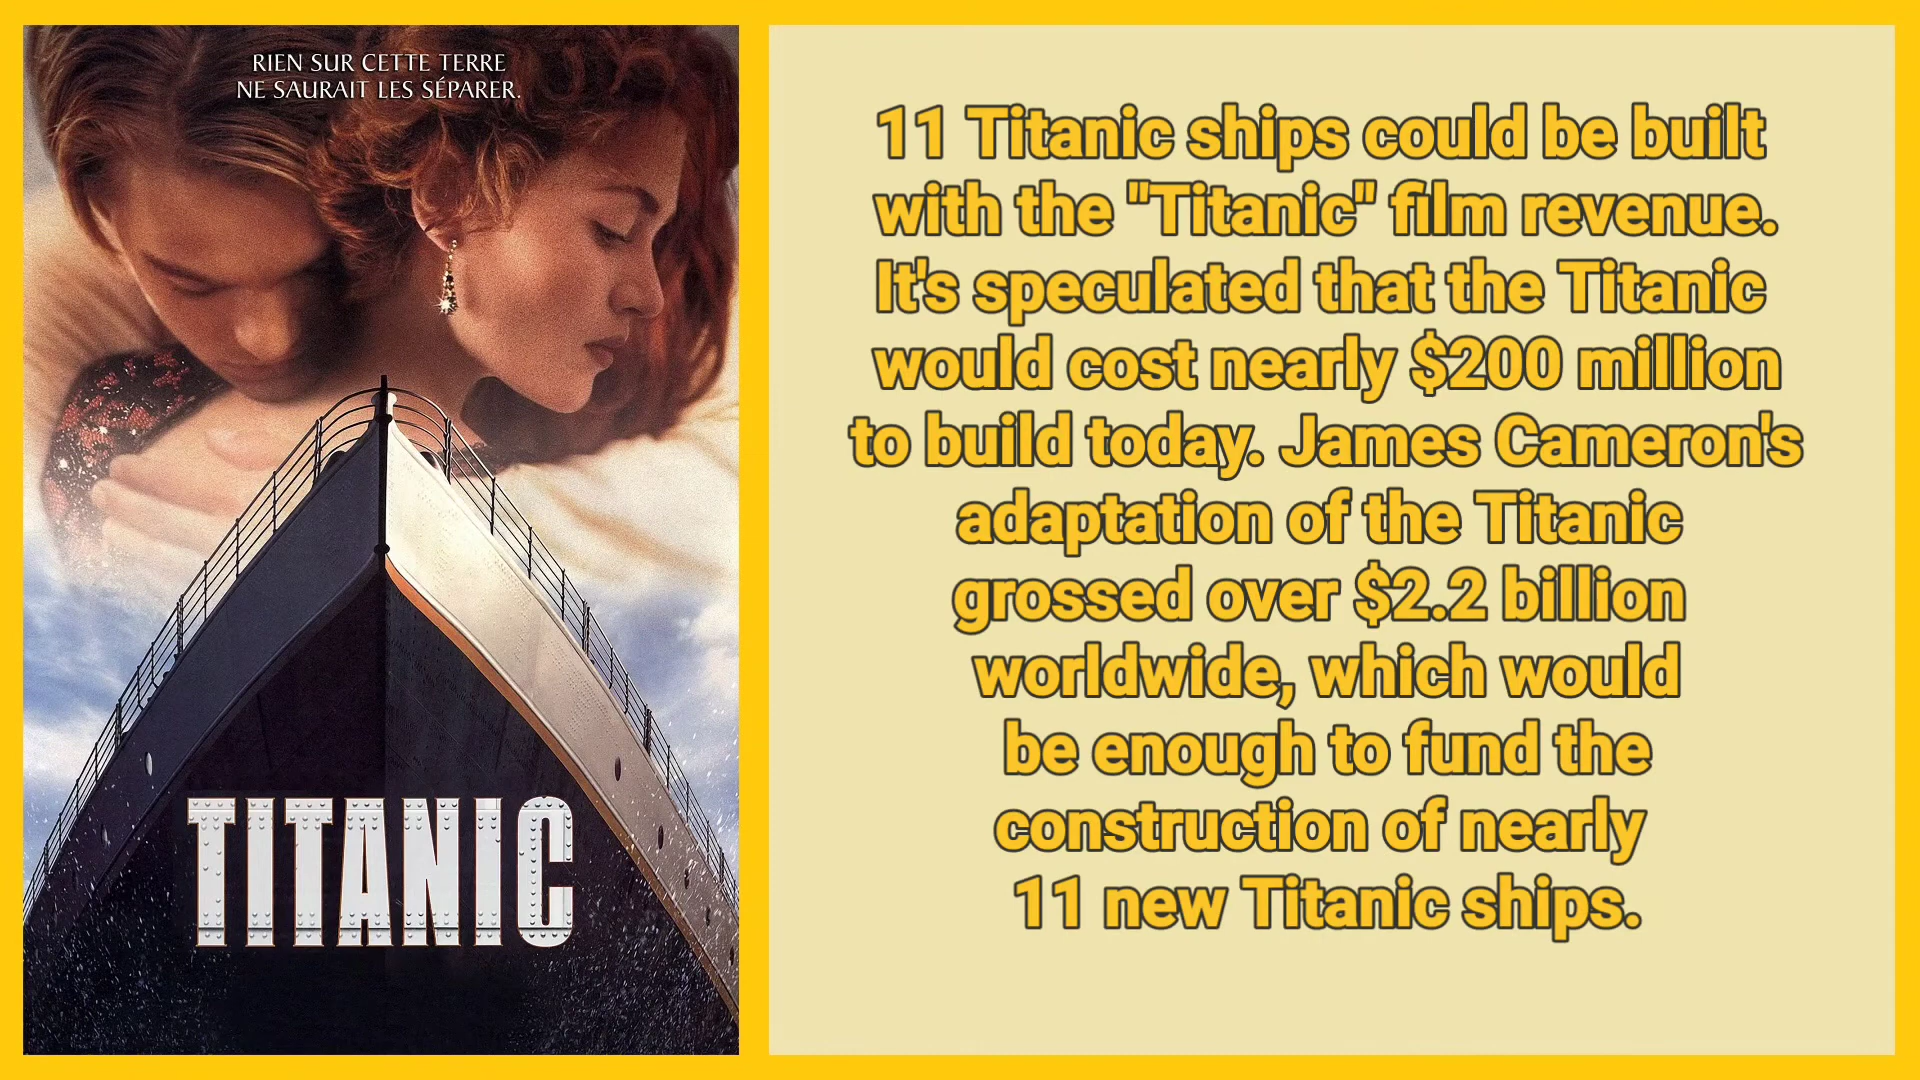 RIEN SUR CETTE TERRE
NE SAURAIT LES SÉPARER.
TITANIC
11 Titanic ships could be built
with the "Titanic" film revenue.
It's speculated that the Titanic
would cost nearly $200 million
to build today. James Cameron's
adaptation of the Titanic
grossed over $2.2 billion
worldwide, which would
be enough to fund the
construction of nearly
11 new Titanic ships.